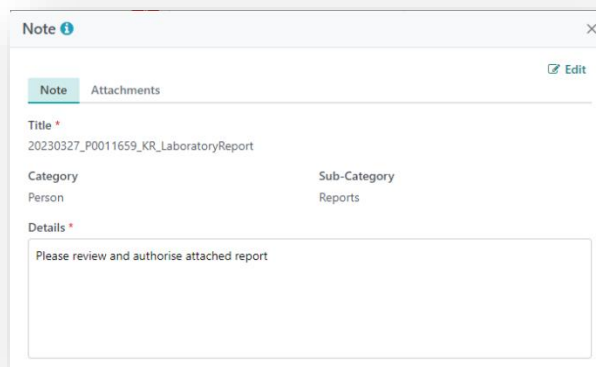 Note
Edit
Note Attachments
Title *
20230327_P0011659_KR_LaboratoryReport
Category Sub-Category
Person Reports
Details *
Please review and authorise attached report